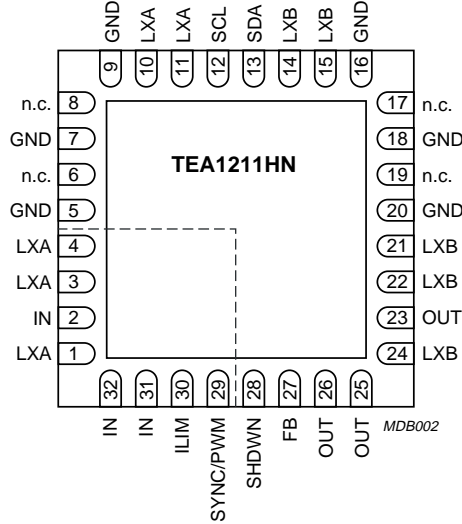 GND LXA LXA SCL SDA LXB LXB GND
9 10 11 12 13 14 15 16
n.c. 8 17 n.c.
GND 7 18 GND
n.c. 6 TEA1211HN 19 n.c.
GND 5 20 GND
LXA 4 21 LXB
LXA 3 22 LXB
IN 2 23 OUT
LXA 1 24 LXB
32 31 30 29 28 27 26 25
IN IN ILIM SYNC/PWM SHDWN FB OUT OUT
MDB002